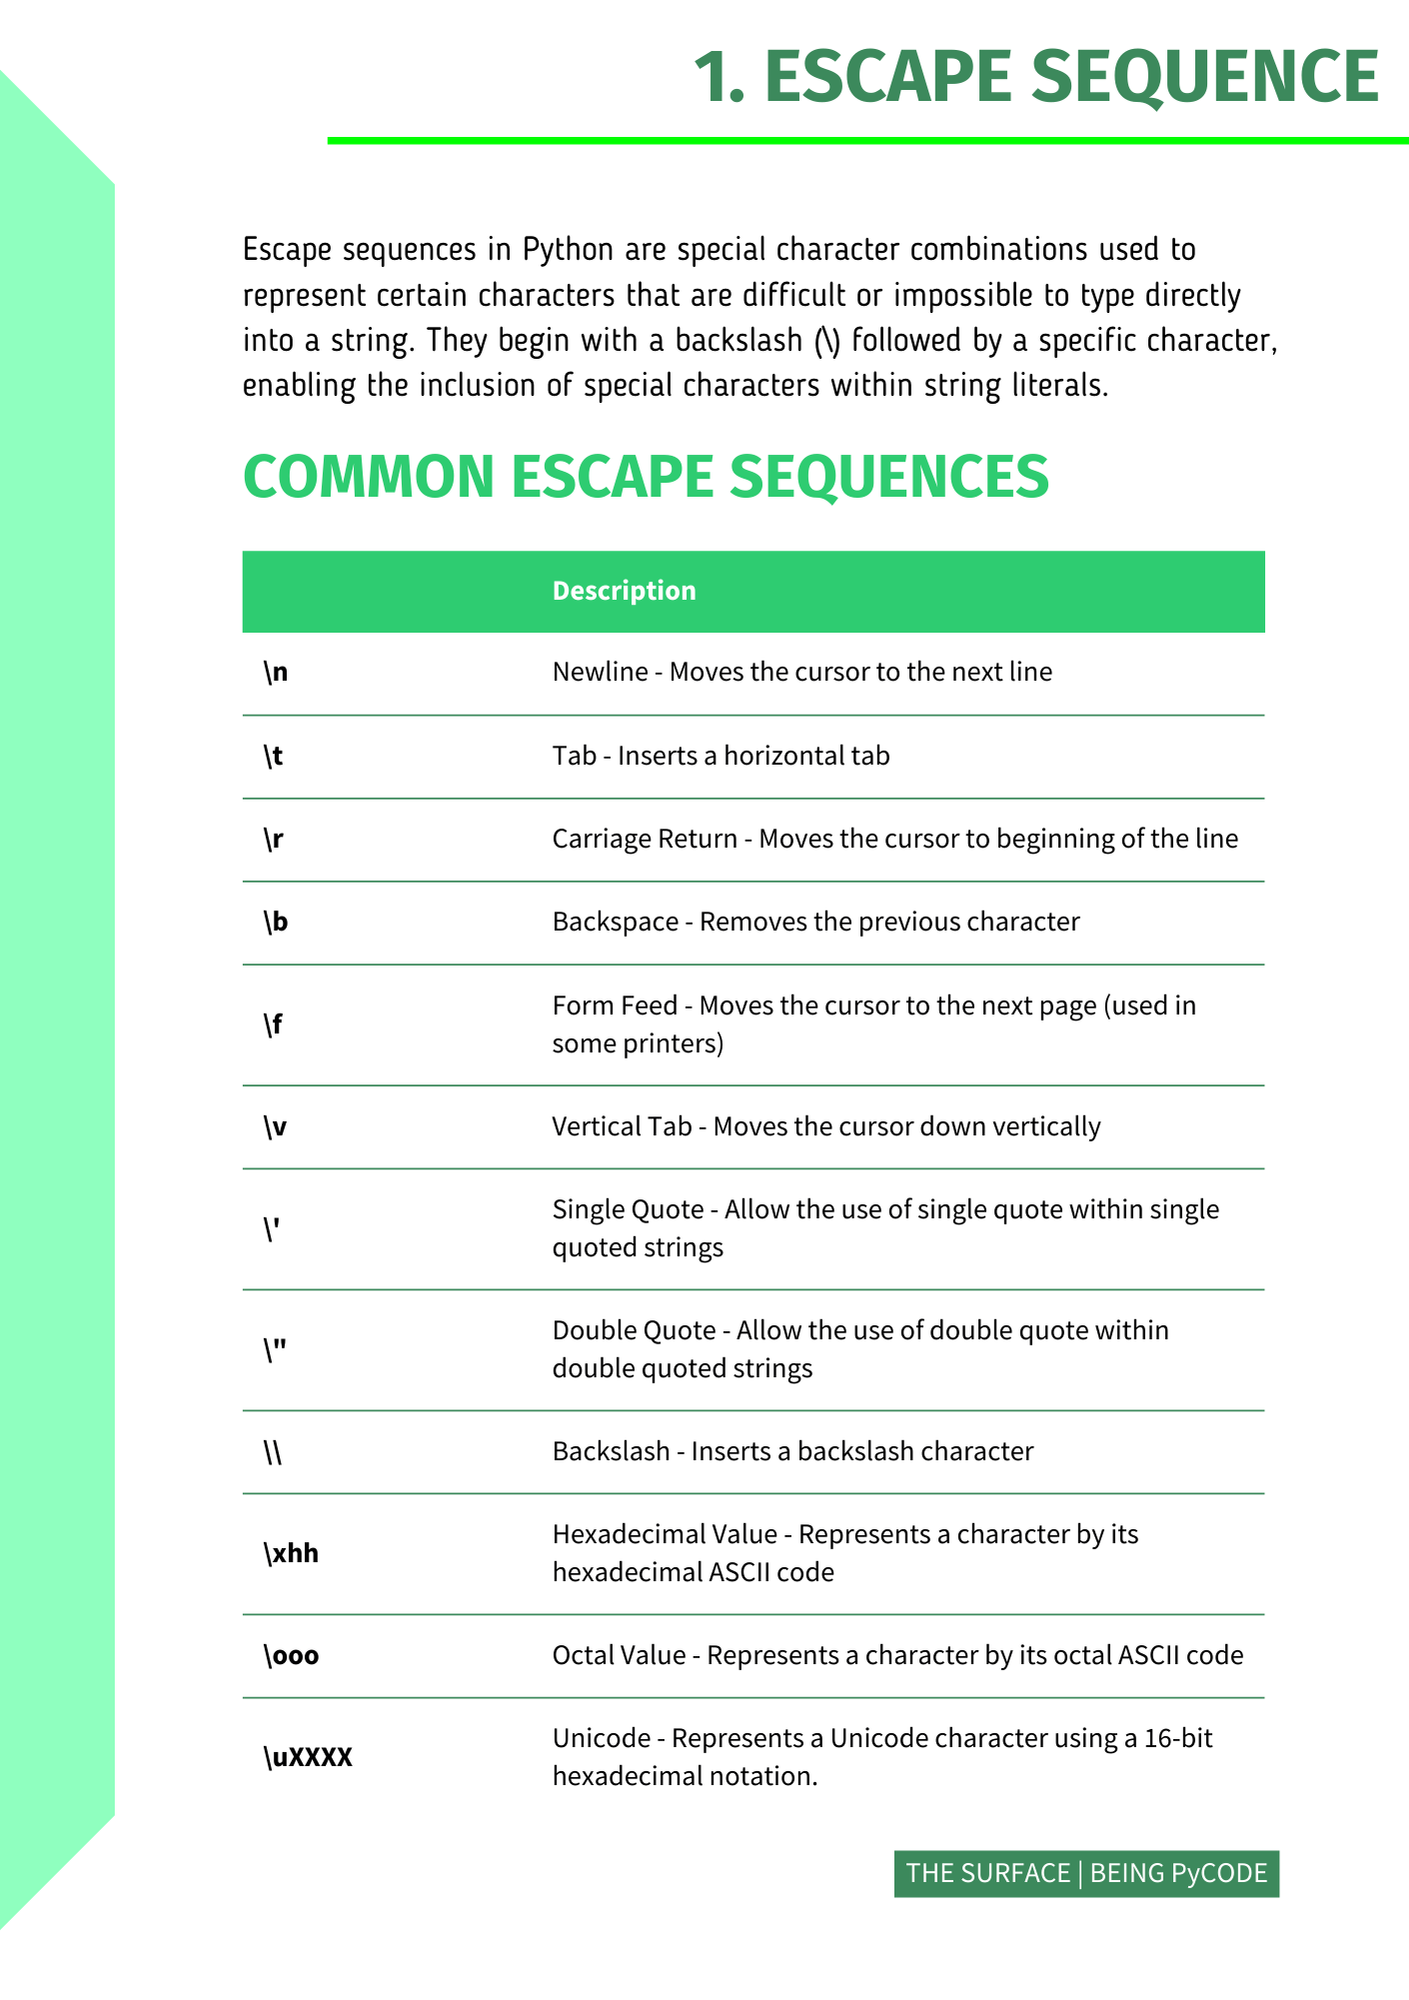 1. ESCAPE SEQUENCE
Escape sequences in Python are special character combinations used to
represent certain characters that are difficult or impossible to type directly
into a string. They begin with a backslash (\) followed by a specific character,
enabling the inclusion of special characters within string literals.
COMMON ESCAPE SEQUENCES
Description
\n Newline - Moves the cursor to the next line
\t Tab - Inserts a horizontal tab
\r Carriage Return - Moves the cursor to beginning of the line
\b Backspace - Removes the previous character
\f Form Feed - Moves the cursor to the next page (used in
some printers)
\v Vertical Tab - Moves the cursor down vertically
\' Single Quote - Allow the use of single quote within single
quoted strings
\" Double Quote - Allow the use of double quote within
double quoted strings
\\ Backslash - Inserts a backslash character
\xhh Hexadecimal Value - Represents a character by its
hexadecimal ASCII code
\ooo Octal Value - Represents a character by its octal ASCII code
\uXXXX Unicode - Represents a Unicode character using a 16-bit
hexadecimal notation.
THE SURFACE | BEING PyCODE